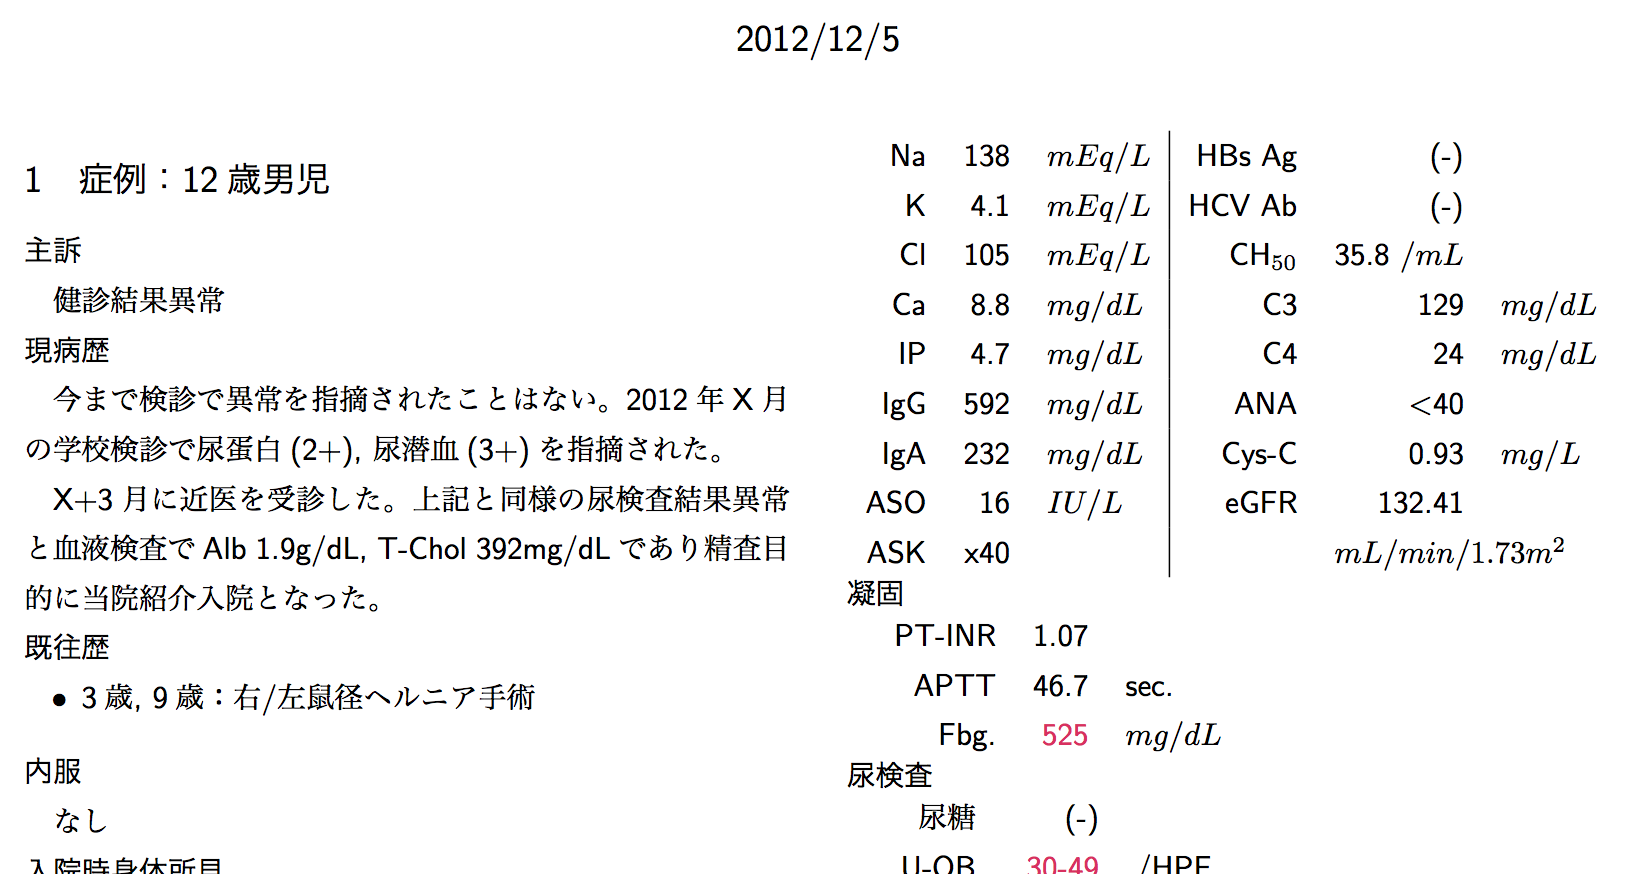 2012/12/5
1 症例：12 歳男児
主訴
健診結果異常
現病歴
今まで検診で異常を指摘されたことはない。2012 年 X 月
の学校検診で尿蛋白 (2+), 尿潜血 (3+) を指摘された。
X+3 月に近医を受診した。上記と同様の尿検査結果異常
と血液検査で Alb 1.9g/dL, T-Chol 392mg/dL であり精査目
的に当院紹介入院となった。
既往歴
• 3 歳, 9 歳：右/左鼠径ヘルニア手術
内服
なし
入院時身体所見
Na 138 mEq/L HBs Ag (-)
K 4.1 mEq/L HCV Ab (-)
Cl 105 mEq/L CH50 35.8 /mL
Ca 8.8 mg/dL C3 129 mg/dL
IP 4.7 mg/dL C4 24 mg/dL
IgG 592 mg/dL ANA <40
IgA 232 mg/dL Cys-C 0.93 mg/L
ASO 16 IU/L eGFR 132.41
ASK x40 mL/min/1.73m²
凝固
PT-INR 1.07
APTT 46.7 sec.
Fbg. 525 mg/dL
尿検査
尿糖 (-)
U-OB 30-49 /HPF